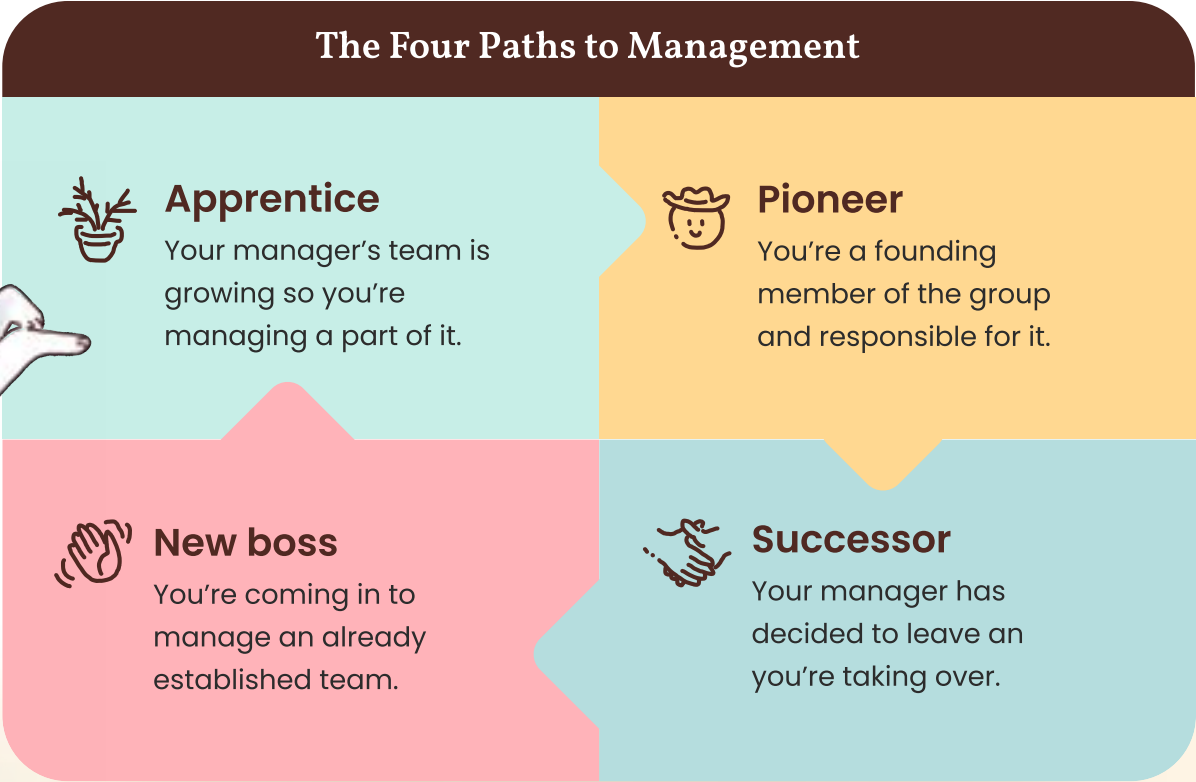 The Four Paths to Management
Apprentice
Your manager’s team is
growing so you’re
managing a part of it.
Pioneer
You’re a founding
member of the group
and responsible for it.
New boss
You’re coming in to
manage an already
established team.
Successor
Your manager has
decided to leave an
you’re taking over.